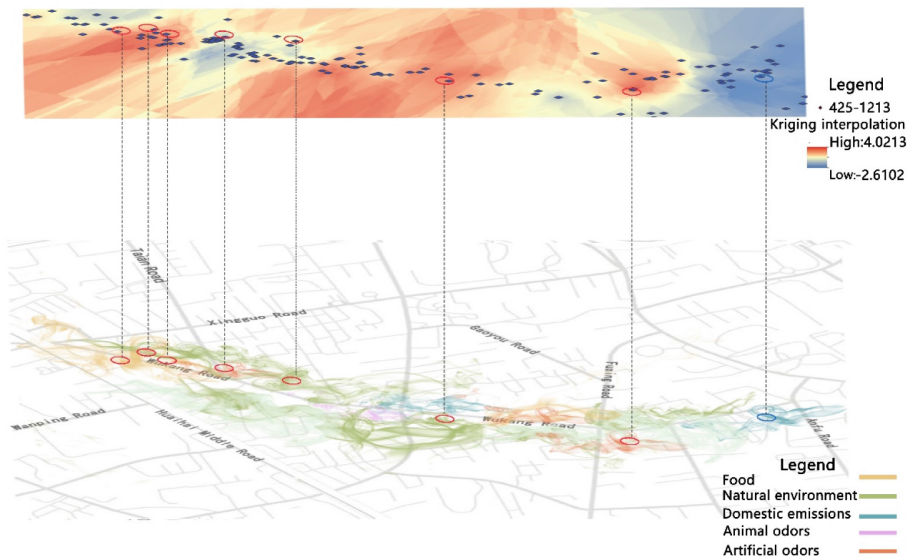 Legend
425-1213
Kriging interpolation
High:4.0213
Low:-2.6102
Taian Road
Xingguo Road
Gaoyou Road
Fuxing Road
Wukang Road
Wukang Road
Wanping Road
Huaihai Middle Road
Anfu Road
Legend
Food
Natural environment
Domestic emissions
Animal odors
Artificial odors